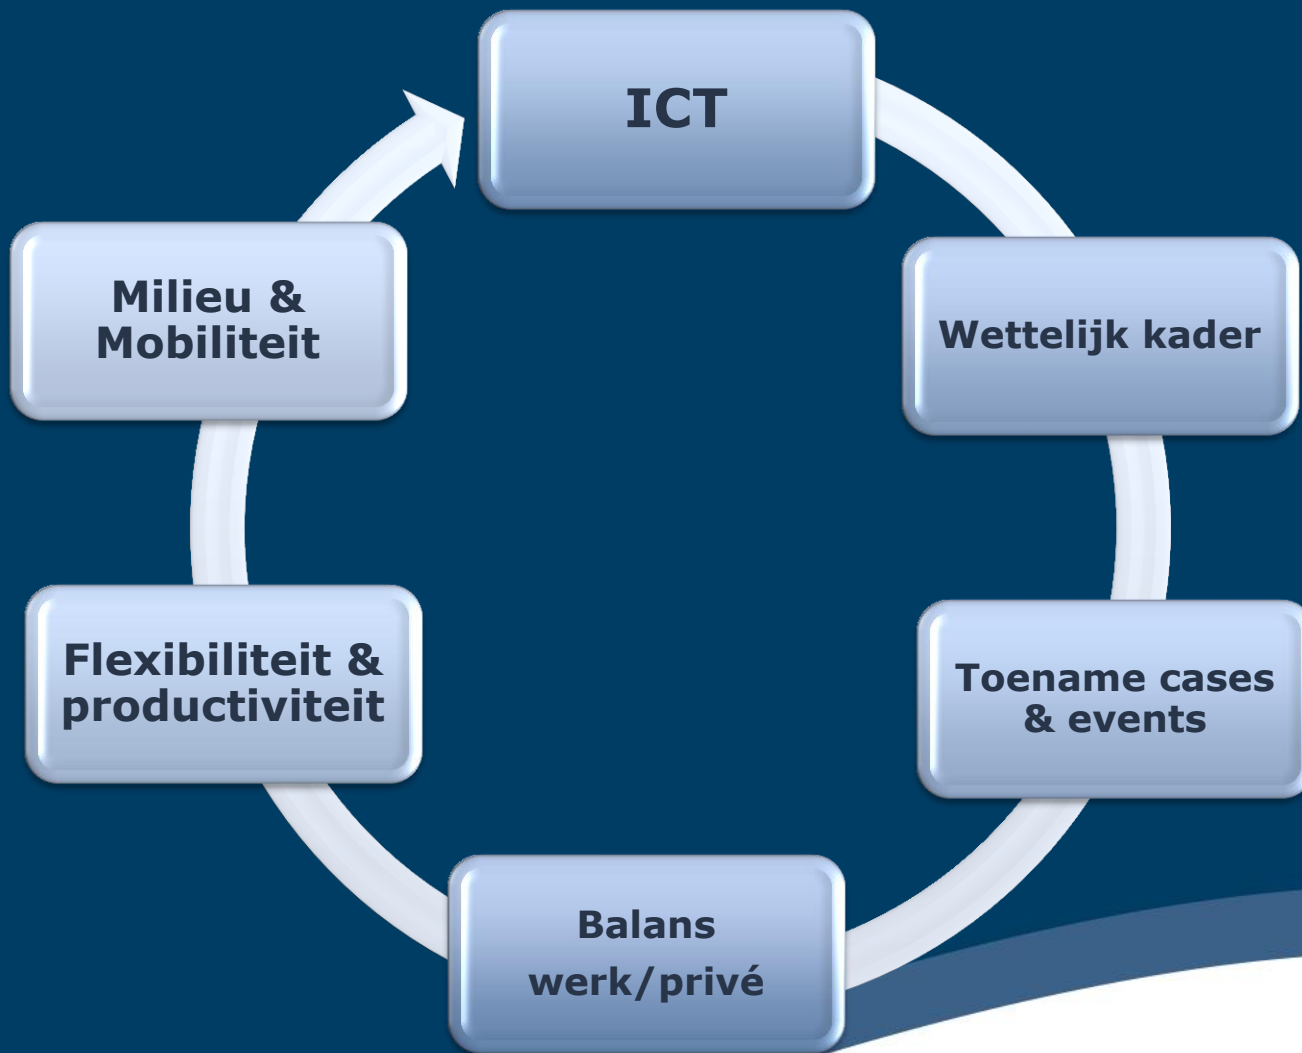 ICT
Wettelijk kader
Toename cases
& events
Balans
werk/privé
Flexibiliteit &
productiviteit
Milieu &
Mobiliteit